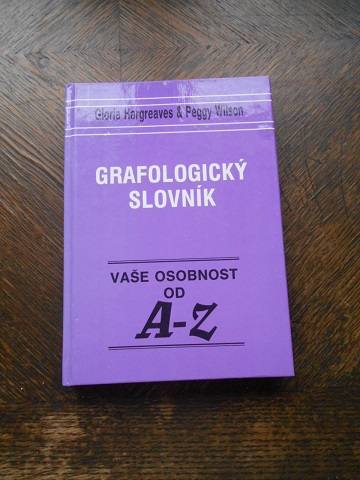 Gloria Hargreaves & Peggy Wilson
GRAFOLOGICKÝ
SLOVNÍK
VAŠE OSOBNOST
OD
A-Z